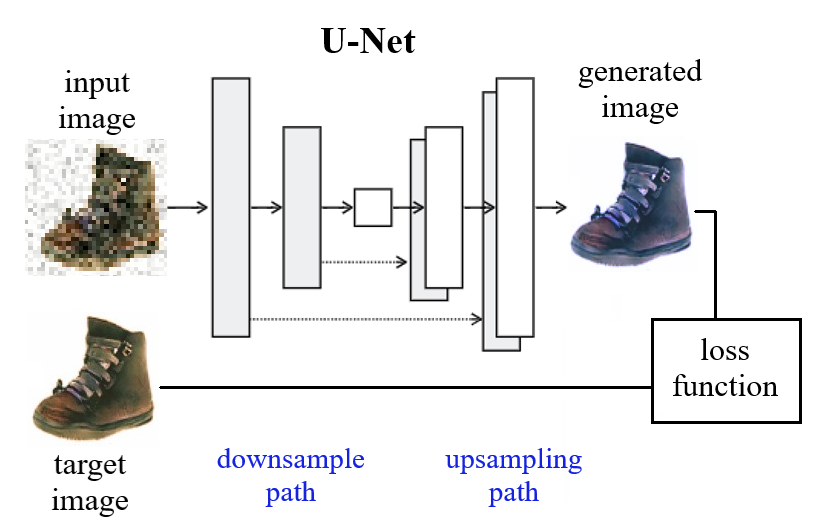 U-Net
input
image
generated
image
loss
function
target
image
downsample
path
upsampling
path